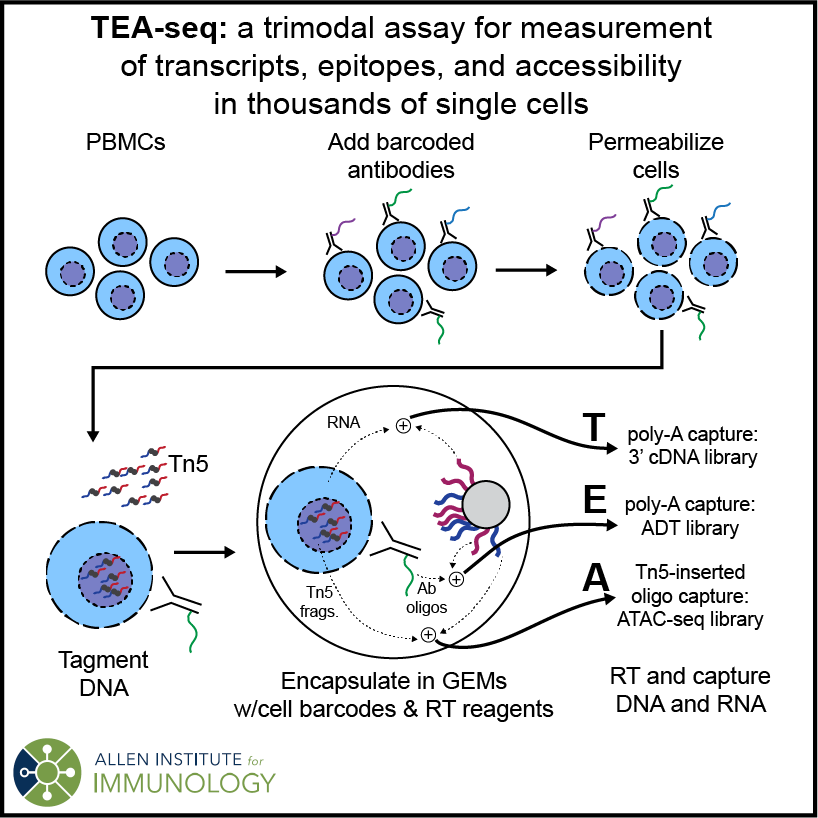 TEA-seq: a trimodal assay for measurement
of transcripts, epitopes, and accessibility
in thousands of single cells
PBMCs
Add barcoded
antibodies
Permeabilize
cells
Tn5
Tagment
DNA
RNA
Tn5
frags.
Ab
oligos
Encapsulate in GEMs
w/cell barcodes & RT reagents
T
poly-A capture:
3’ cDNA library
E
poly-A capture:
ADT library
A
Tn5-inserted
oligo capture:
ATAC-seq library
RT and capture
DNA and RNA
ALLEN INSTITUTE for
IMMUNOLOGY